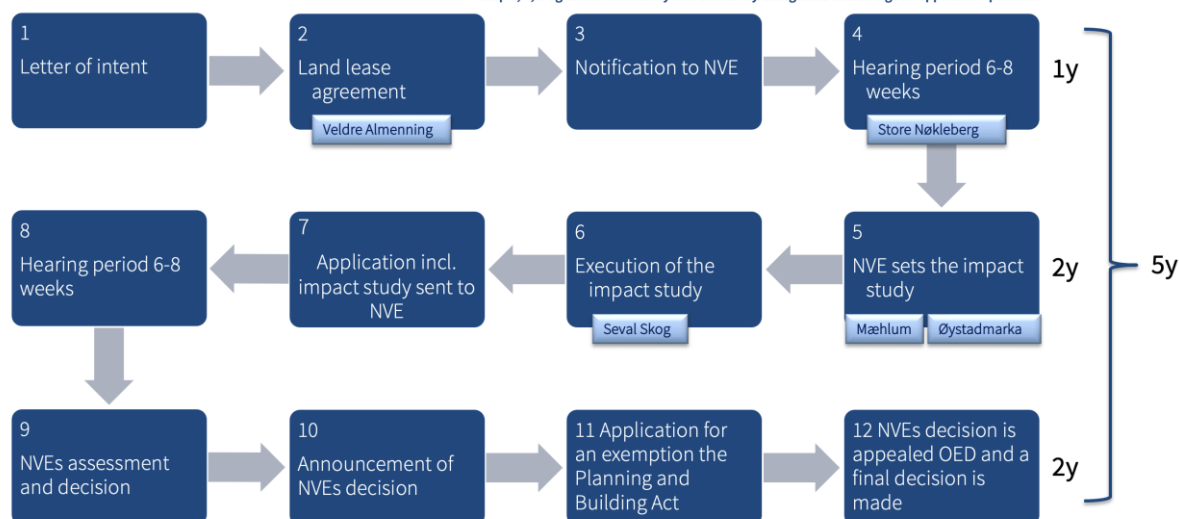 1
Letter of intent
2
Land lease
agreement
Veldre Almenning
3
Notification to NVE
4
Hearing period 6-8
weeks
Store Nøkleberg
1y
8
Hearing period 6-8
weeks
7
Application incl.
impact study sent to
NVE
6
Execution of the
impact study
Seval Skog
5
NVE sets the impact
study
Mæhlum
Øystadmarka
2y
5y
9
NVEs assessment
and decision
10
Announcement of
NVEs decision
11 Application for
an exemption the
Planning and
Building Act
12 NVEs decision is
appealed OED and a
final decision is
made
2y